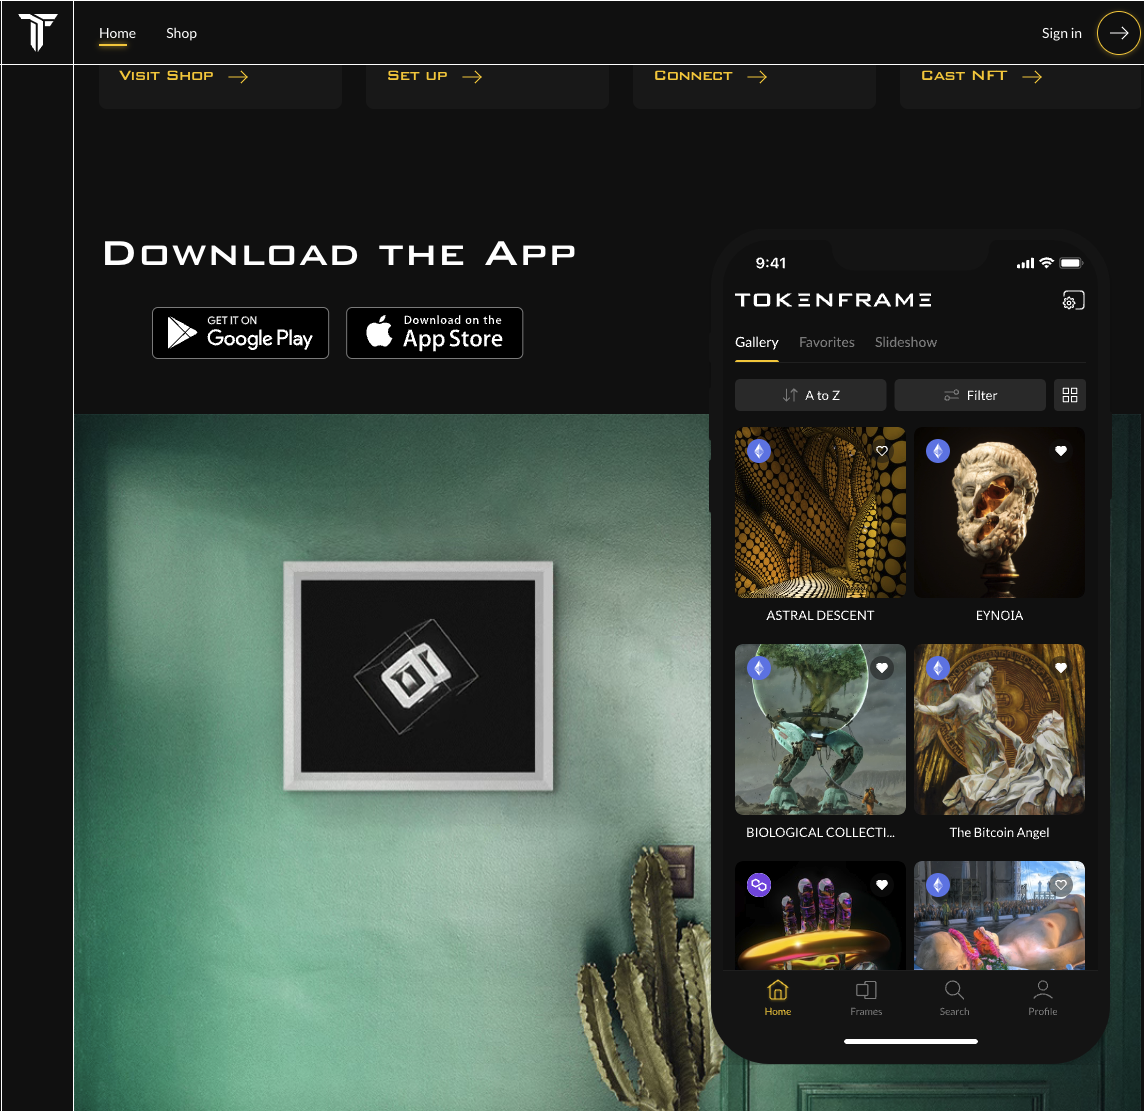 Home Shop Sign in
Visit Shop Set up Connect Cast NFT
Download the App
GET IT ON
Google Play
Download on the
App Store
9:41
TOKENFRAME
Gallery Favorites Slideshow
A to Z Filter
ASTRAL DESCENT EYNOIA
BIOLOGICAL COLLECTI... The Bitcoin Angel
Home Frames Search Profile